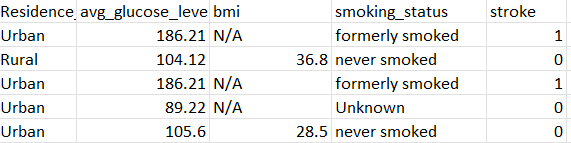 Residence_ avg_glucose_leve bmi smoking_status stroke
Urban 186.21 N/A formerly smoked 1
Rural 104.12 36.8 never smoked 0
Urban 186.21 N/A formerly smoked 1
Urban 89.22 N/A Unknown 0
Urban 105.6 28.5 never smoked 0